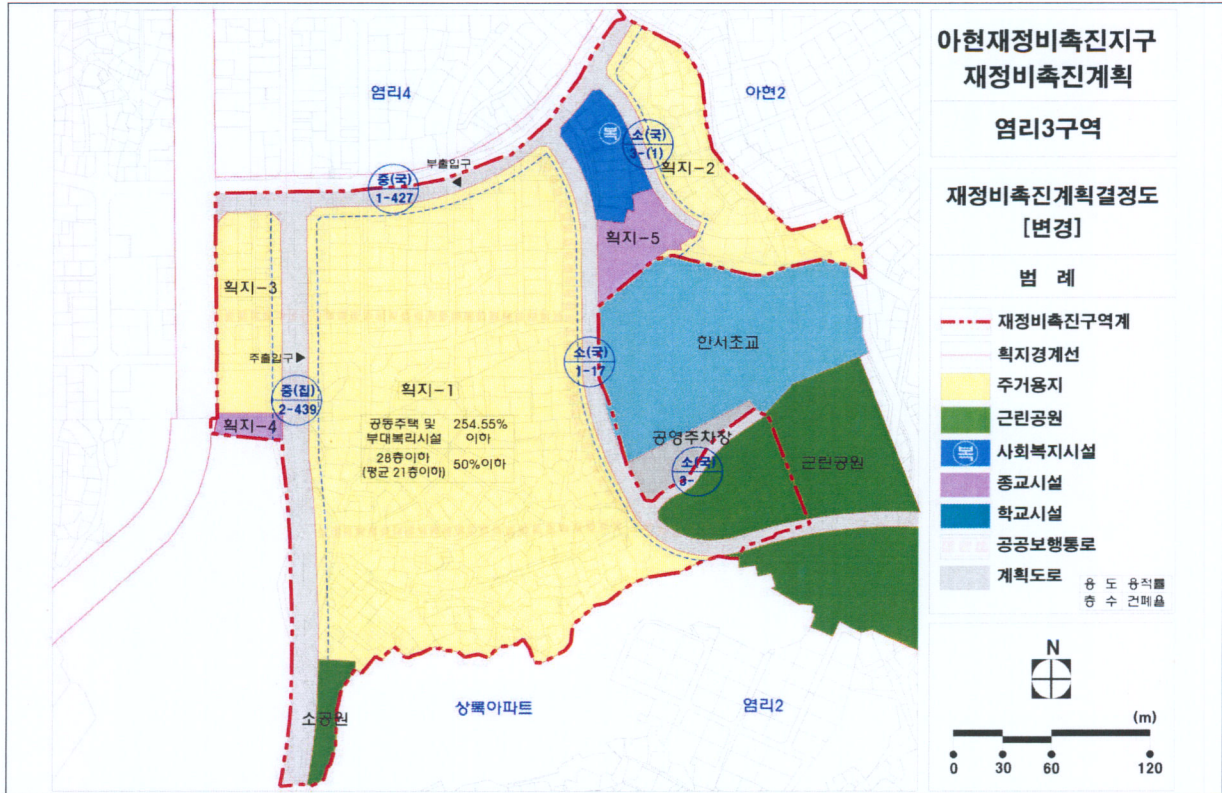 아현재정비촉진지구
재정비촉진계획
염리3구역
재정비촉진계획결정도
[변경]
범 례
재정비촉진구역계
획지경계선
주거용지
근린공원
복 사회복지시설
종교시설
학교시설
공공보행통로
계획도로
용 도 용적률
층 수 건폐율
N
(m)
0 30 60 120
염리4
아현2
복
소(국)
3-(1)
획지-2
부출입구
중(국)
1-427
획지-5
획지-3
한서초교
주출입구
소(국)
1-17
중(집)
2-439
획지-1
획지-4
공동주택 및
부대복리시설
254.55%
이하
28층이하
(평균 21층이하)
50%이하
공영주차장
소(국)
근린공원
소공원
상록아파트
염리2